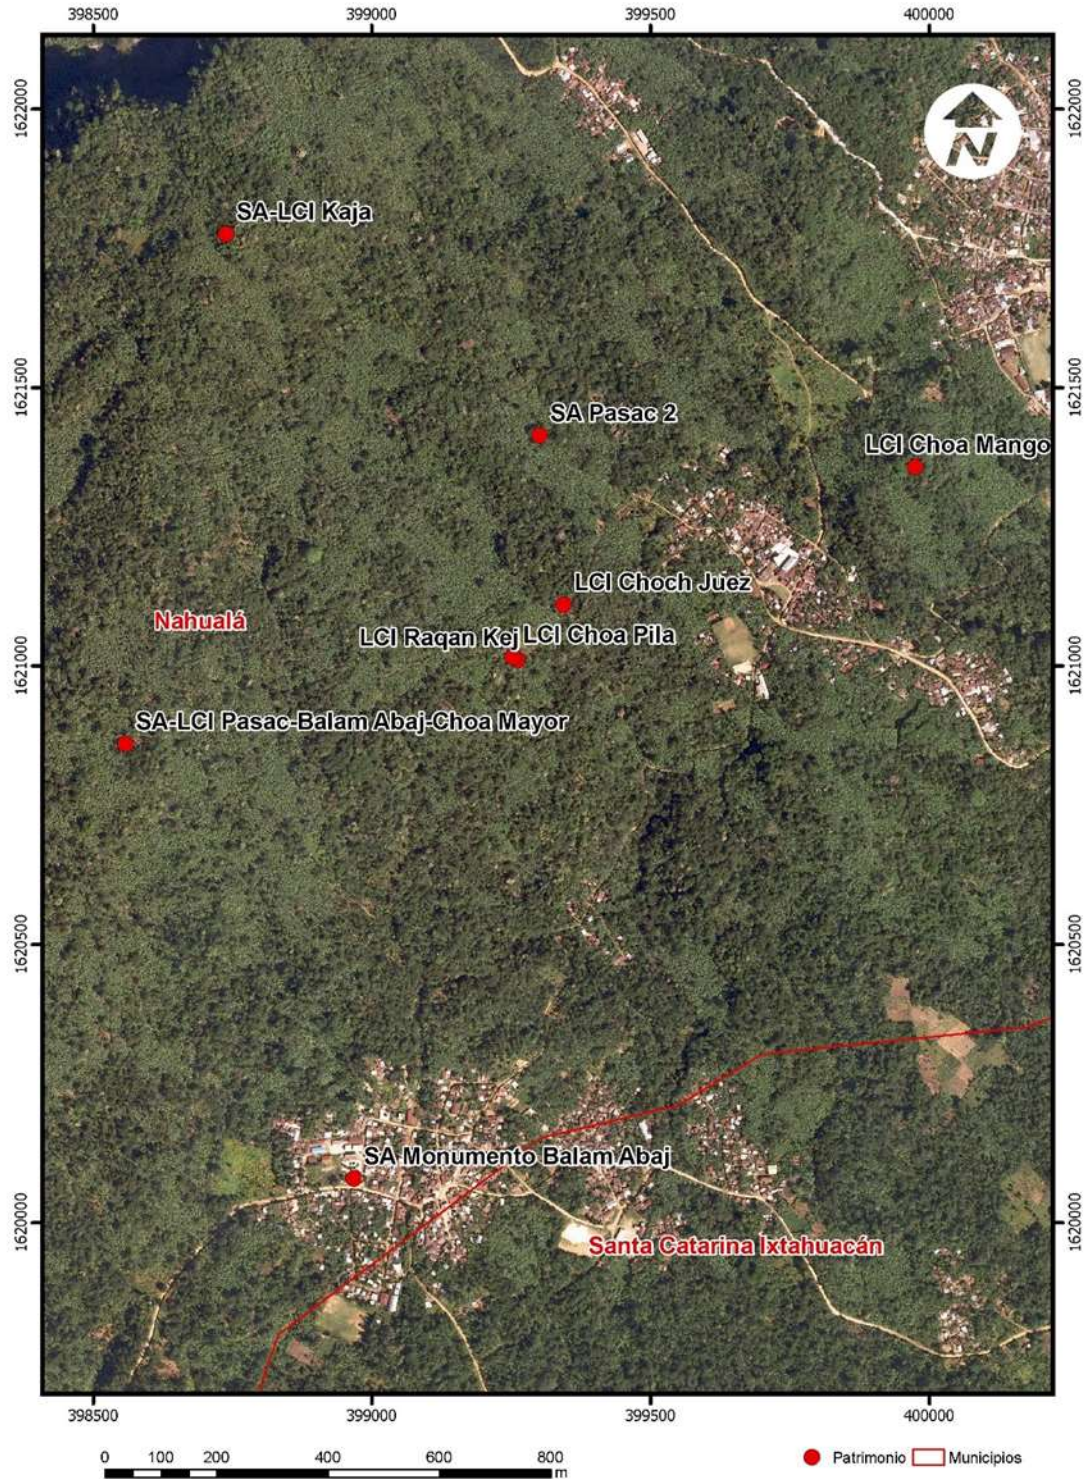 398500 399000 399500 400000
1622000 1622000
N
SA-LCI Kaja
1621500 1621500
SA Pasac 2
LCI Choa Mango
LCI Choch Juez
Nahualá
LCI Raqan Kej LCI Choa Pila
1621000 1621000
SA-LCI Pasac-Balam Abaj-Choa Mayor
1620500 1620500
SA Monumento Balam Abaj
1620000 1620000
Santa Catarina Ixtahuacán
398500 399000 399500 400000
0 100 200 400 600 800
m
Patrimonio Municipios